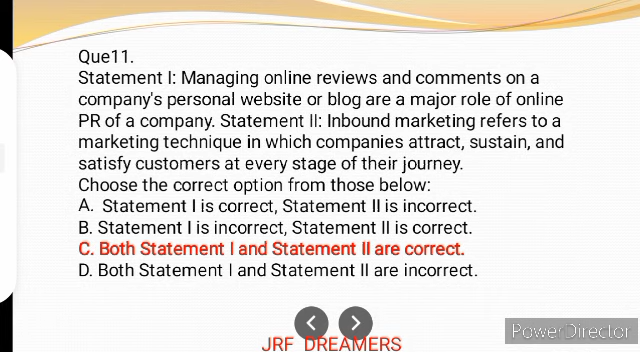 Que11.
Statement I: Managing online reviews and comments on a
company's personal website or blog are a major role of online
PR of a company. Statement II: Inbound marketing refers to a
marketing technique in which companies attract, sustain, and
satisfy customers at every stage of their journey.
Choose the correct option from those below:
A. Statement I is correct, Statement II is incorrect.
B. Statement I is incorrect, Statement II is correct.
C. Both Statement I and Statement II are correct.
D. Both Statement I and Statement II are incorrect.
PowerDirector
JRF DREAMERS